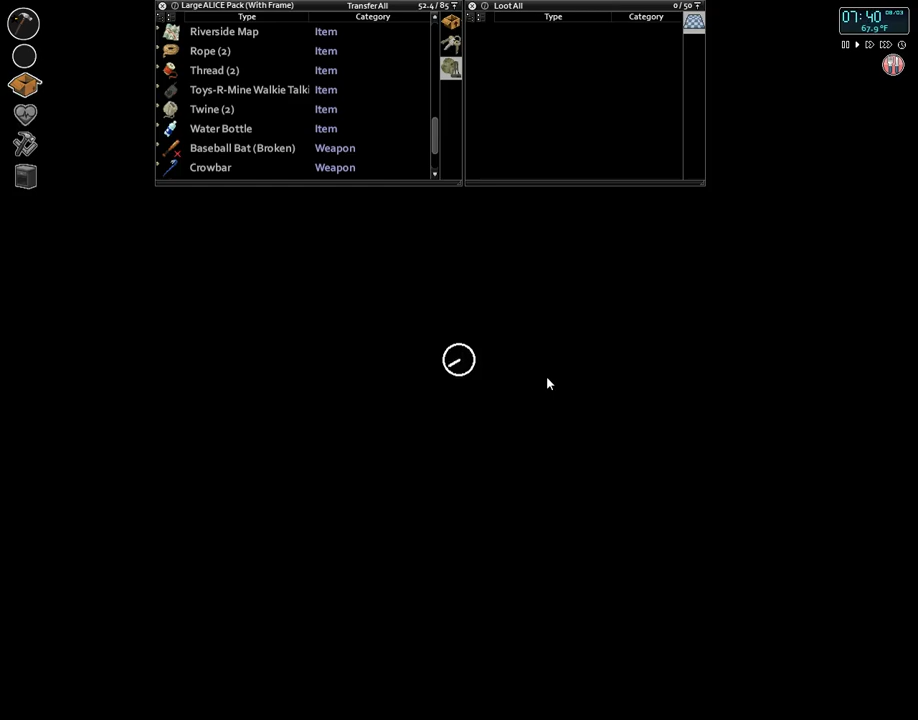 LargeALICE Pack (With Frame) Transfer All 52.4 / 85
Loot All 0 / 50
Type Category
Type Category
Riverside Map Item
Rope (2) Item
Thread (2) Item
Toys-R-Mine Walkie Talki Item
Twine (2) Item
Water Bottle Item
Baseball Bat (Broken) Weapon
Crowbar Weapon
07:40 08/03
67.9 °F